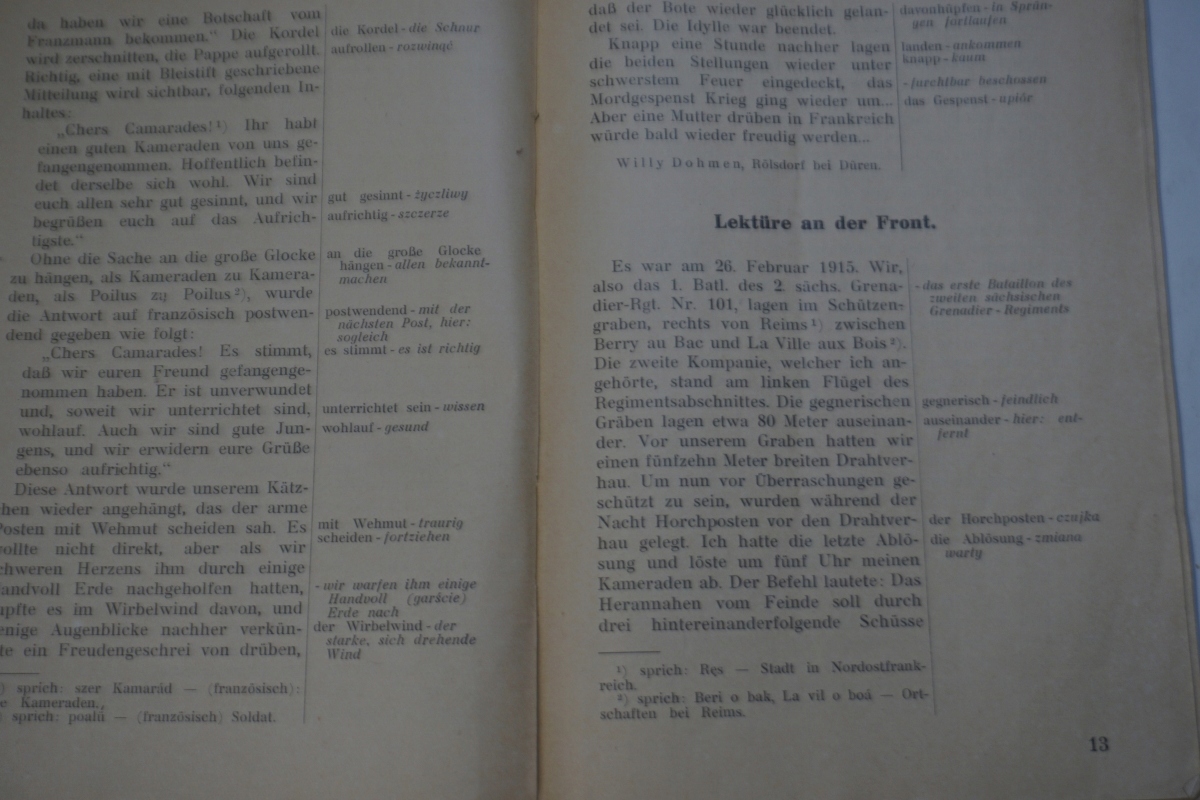 da haben wir eine Botschaft vom
Franzmann bekommen." Die Kordel
wird zerschnitten, die Pappe aufgerollt.
Richtig, eine mit Bleistift geschriebene
Mitteilung wird sichtbar, folgenden In-
haltes:
„Chers Camarades!¹) Ihr habt
einen guten Kameraden von uns ge-
fangengenommen. Hoffentlich befin-
det derselbe sich wohl. Wir sind
euch allen sehr gut gesinnt, und wir
begrüßen euch auf das Aufrich-
tigste."
Ohne die Sache an die große Glocke
zu hängen, als Kameraden zu Kamera-
den, als Poilus zu Poilus²), wurde
die Antwort auf französisch postwen-
dend gegeben wie folgt:
„Chers Camarades! Es stimmt,
daß wir euren Freund gefangenge-
nommen haben. Er ist unverwundet
und, soweit wir unterrichtet sind,
wohlauf. Auch wir sind gute Jun-
gens, und wir erwidern eure Grüße
ebenso aufrichtig."
Diese Antwort wurde unserem Kätz-
chen wieder angehängt, das der arme
Posten mit Wehmut scheiden sah. Es
wollte nicht direkt, aber als wir
schweren Herzens ihm durch einige
Handvoll Erde nachgeholfen hatten,
upfte es im Wirbelwind davon, und
enige Augenblicke nachher verkün-
te ein Freudengeschrei von drüben,
die Kordel - die Schnur
aufrollen - rozwinąć
gut gesinnt - życzliwy
aufrichtig - szczerze
an die große Glocke
hängen - allen bekannt-
machen
postwendend - mit der
nächsten Post, hier:
sogleich
es stimmt - es ist richtig
unterrichtet sein - wissen
wohlauf - gesund
mit Wehmut - traurig
scheiden - fortziehen
- wir warfen ihm einige
Handvoll (garście)
Erde nach
der Wirbelwind - der
starke, sich drehende
Wind
) sprich: szer Kamarád — (französisch):
e Kameraden.
) sprich: poalü — (französisch) Soldat.
daß der Bote wieder glücklich gelan-
det sei. Die Idylle war beendet.
Knapp eine Stunde nachher lagen
die beiden Stellungen wieder unter
schwerstem Feuer eingedeckt, das
Mordgespenst Krieg ging wieder um...
Aber eine Mutter drüben in Frankreich
würde bald wieder freudig werden...
Willy Dohmen, Rölsdorf bei Düren.
davonhüpfen - in Sprün-
gen fortlaufen
landen - ankommen
knapp - kaum
- furchtbar beschossen
das Gespenst - upiór
Lektüre an der Front.
Es war am 26. Februar 1915. Wir,
also das 1. Batl. des 2. sächs. Grena-
dier-Rgt. Nr. 101, lagen im Schützen-
graben, rechts von Reims¹) zwischen
Berry au Bac und La Ville aux Bois²).
Die zweite Kompanie, welcher ich an-
gehörte, stand am linken Flügel des
Regimentsabschnittes. Die gegnerischen
Gräben lagen etwa 80 Meter auseinan-
der. Vor unserem Graben hatten wir
einen fünfzehn Meter breiten Drahtver-
hau. Um nun vor Überraschungen ge-
schützt zu sein, wurden während der
Nacht Horchposten vor den Drahtver-
hau gelegt. Ich hatte die letzte Ablö-
sung und löste um fünf Uhr meinen
Kameraden ab. Der Befehl lautete: Das
Herannahen vom Feinde soll durch
drei hintereinanderfolgende Schüsse
- das erste Bataillon des
zweiten sächsischen
Grenadier - Regiments
gegnerisch - feindlich
auseinander - hier: ent-
fernt
der Horchposten - czujka
die Ablösung - zmiana
warty
¹) sprich: Ręs — Stadt in Nordostfrank-
reich.
²) sprich: Beri o bak, La vil o boá — Ort-
schaften bei Reims.
13